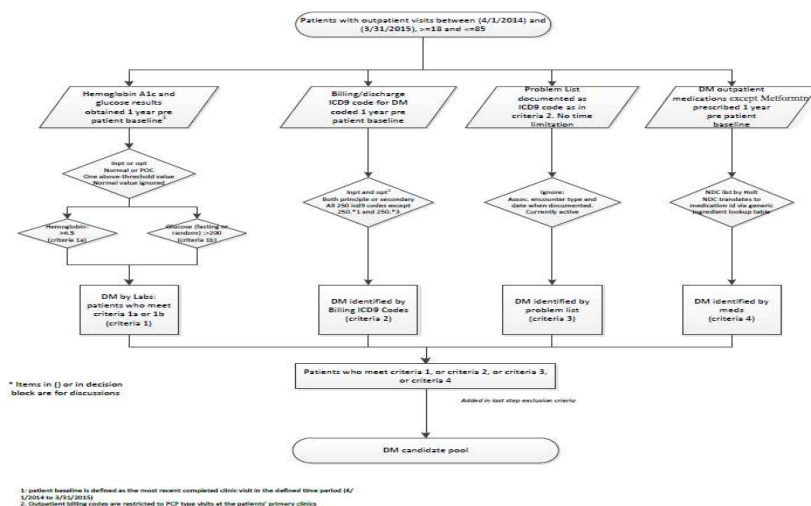 Patients with outpatient visits between (4/1/2014) and
(3/31/2015), >=18 and <=85
Hemoglobin A1c and
glucose results
obtained 1 year pre
patient baseline¹
Billing/discharge
ICD9 code for DM
coded 1 year pre
patient baseline
Problem List
documented as
ICD9 code as in
criteria 2. No time
limitation
DM outpatient
medications except Metformin
prescribed 1 year
pre patient
baseline
Inpt or opt
Normal or POC
One above-threshold value
Normal value ignored
Inpt and opt²
Both principle or secondary
All 250 icd9 codes except
250.*1 and 250.*3
Ignore:
Assoc. encounter type and
date when documented.
Currently active
NDC list by Holt
NDC translates to
medication id via generic
ingredient lookup table
Hemoglobin:
>6.5
(criteria 1a)
Glucose (fasting or
random) :>200
(criteria 1b)
DM by Labs:
patients who meet
criteria 1a or 1b
(criteria 1)
DM identified by
Billing ICD9 Codes
(criteria 2)
DM identified by
problem list
(criteria 3)
DM identified by
meds
(criteria 4)
Patients who meet criteria 1, or criteria 2, or criteria 3,
or criteria 4
* Items in () or in decision
block are for discussions
Added in last step exclusion crieria
DM candidate pool
1: patient baseline is defined as the most recent completed clinic visit in the defined time period (4/
1/2014 to 3/31/2015)
2. Outpatient billing codes are restricted to PCP type visits at the patients' primary clinics